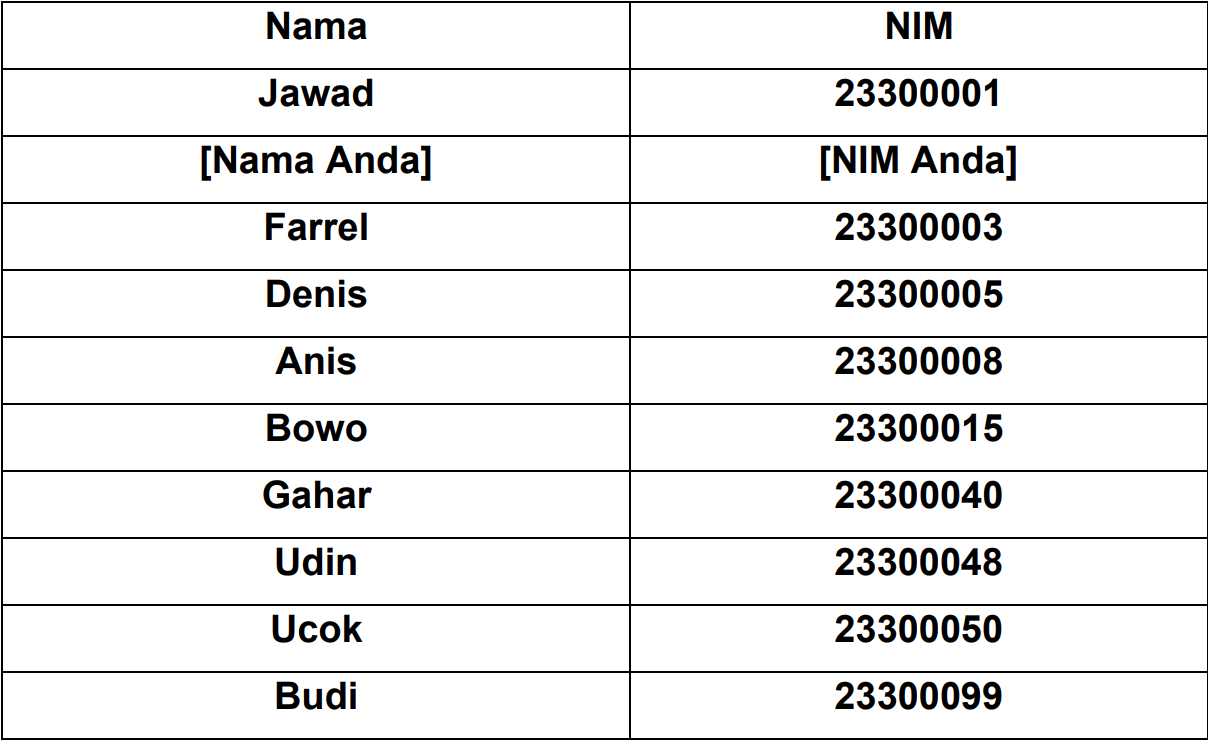 Nama NIM
Jawad 23300001
[Nama Anda] [NIM Anda]
Farrel 23300003
Denis 23300005
Anis 23300008
Bowo 23300015
Gahar 23300040
Udin 23300048
Ucok 23300050
Budi 23300099